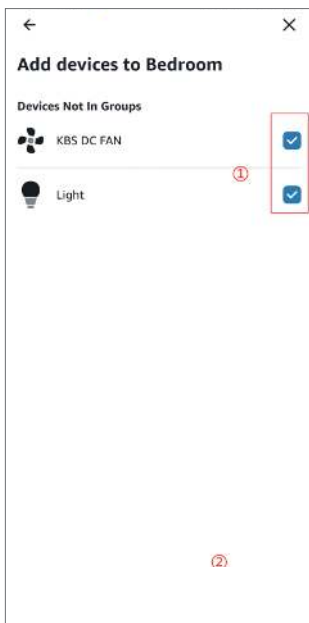 Add devices to Bedroom
Devices Not In Groups
KBS DC FAN
①
Light
②